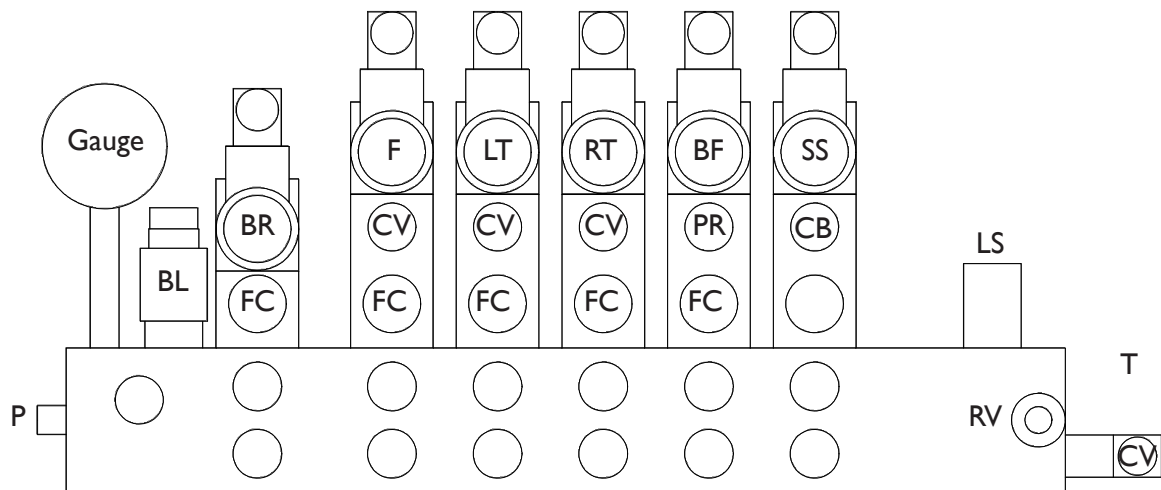 Gauge
F LT RT BF SS
BR
CV CV CV PR CB
LS
BL
FC FC FC FC FC
T
P
RV
CV